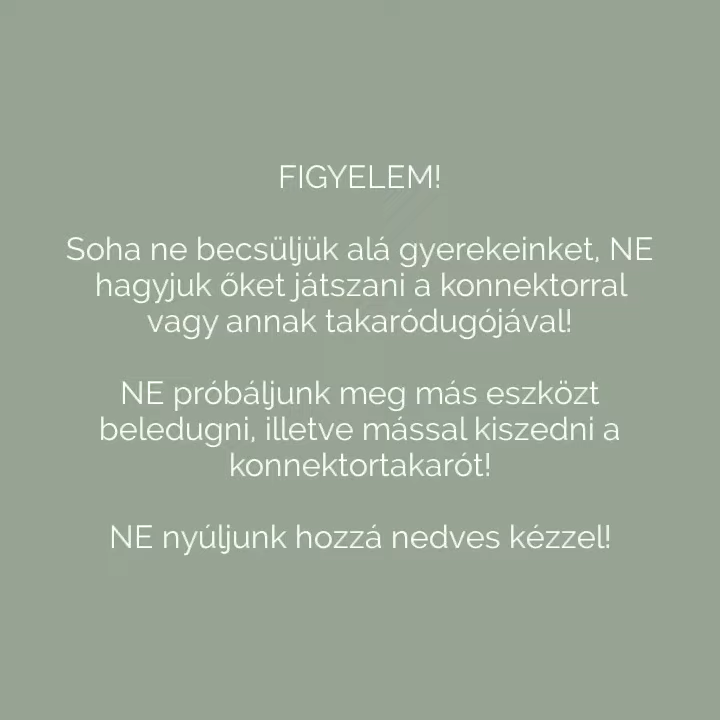 FIGYELEM!
Soha ne becsüljük alá gyerekeinket, NE
hagyjuk őket játszani a konnektorral
vagy annak takaródugójával!
NE próbáljunk meg más eszközt
beledugni, illetve mással kiszedni a
konnektortakarót!
NE nyúljunk hozzá nedves kézzel!